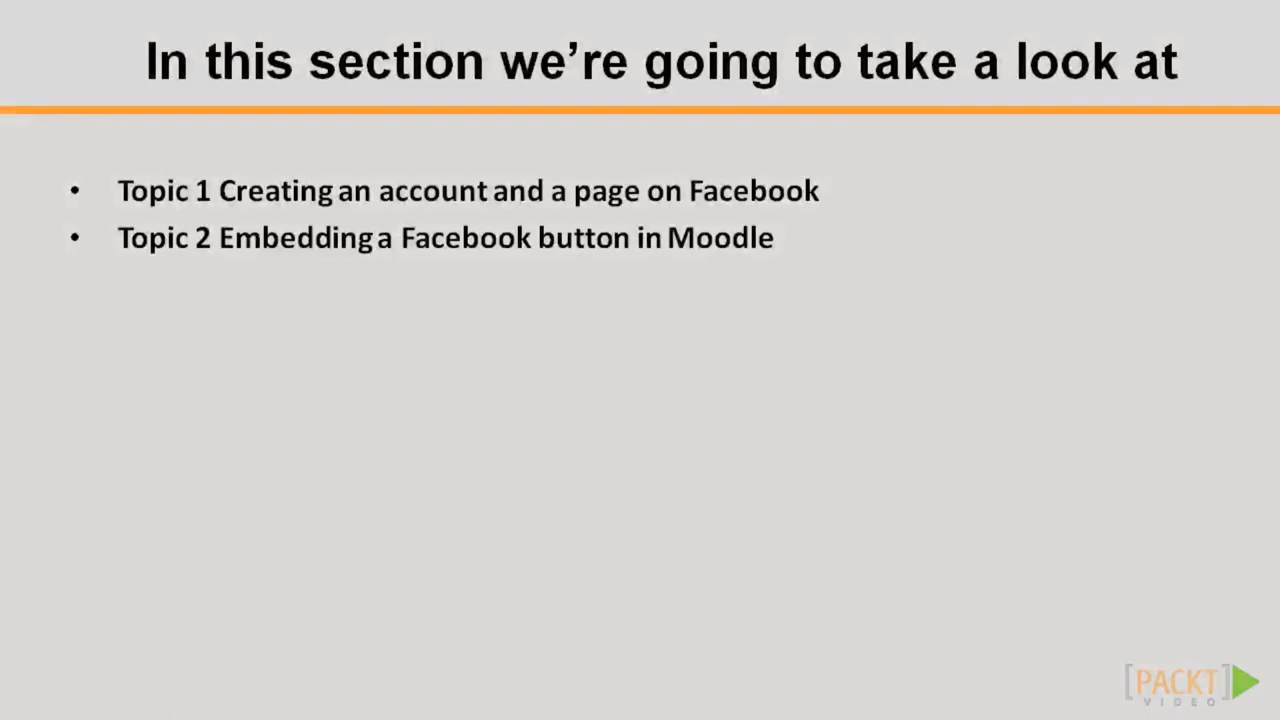 In this section we’re going to take a look at
• Topic 1 Creating an account and a page on Facebook
• Topic 2 Embedding a Facebook button in Moodle
[PACKT]
VIDEO